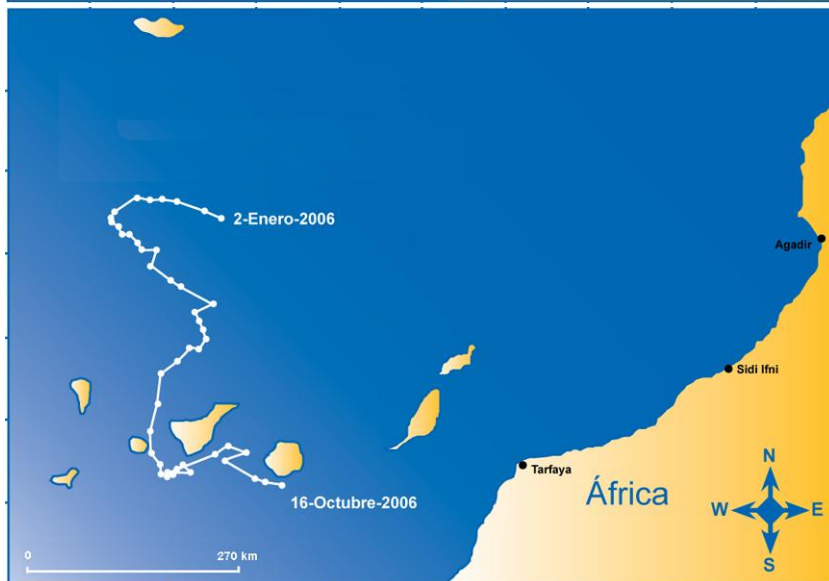 2-Enero-2006
Agadir
Sidi Ifni
Tarfaya
16-Octubre-2006
África
N
W
E
S
0
270 km